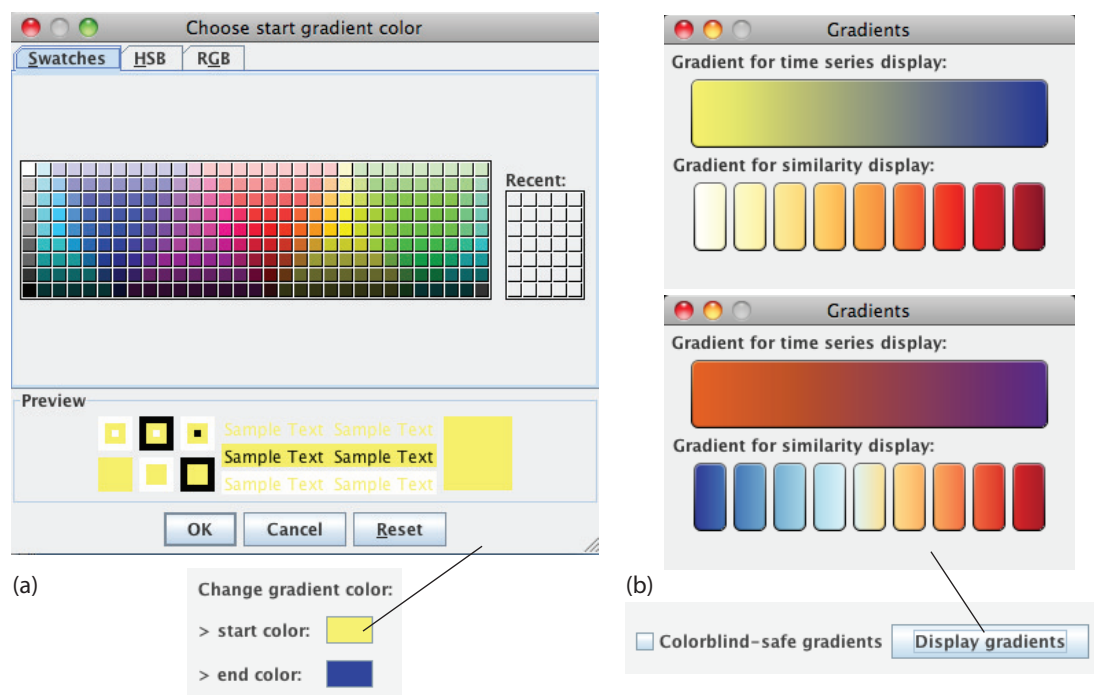 Choose start gradient color
Swatches HSB RGB
Recent:
Preview
Sample Text Sample Text
Sample Text Sample Text
Sample Text Sample Text
OK Cancel Reset
(a)
Change gradient color:
> start color:
> end color:
Gradients
Gradient for time series display:
Gradient for similarity display:
Gradients
Gradient for time series display:
Gradient for similarity display:
(b)
Colorblind-safe gradients Display gradients